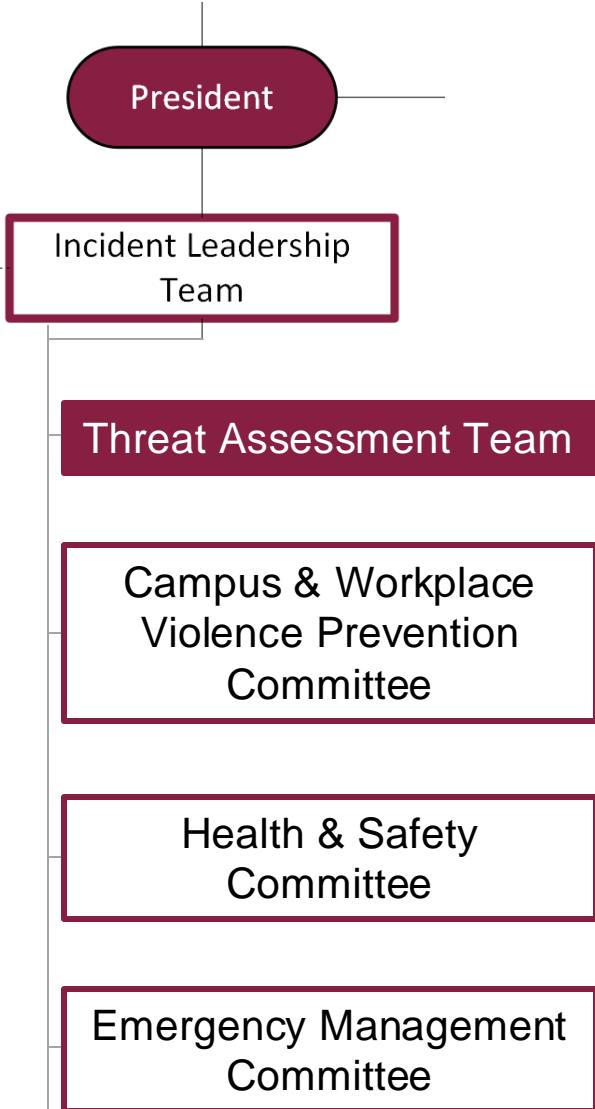 President
Incident Leadership
Team
Threat Assessment Team
Campus & Workplace
Violence Prevention
Committee
Health & Safety
Committee
Emergency Management
Committee